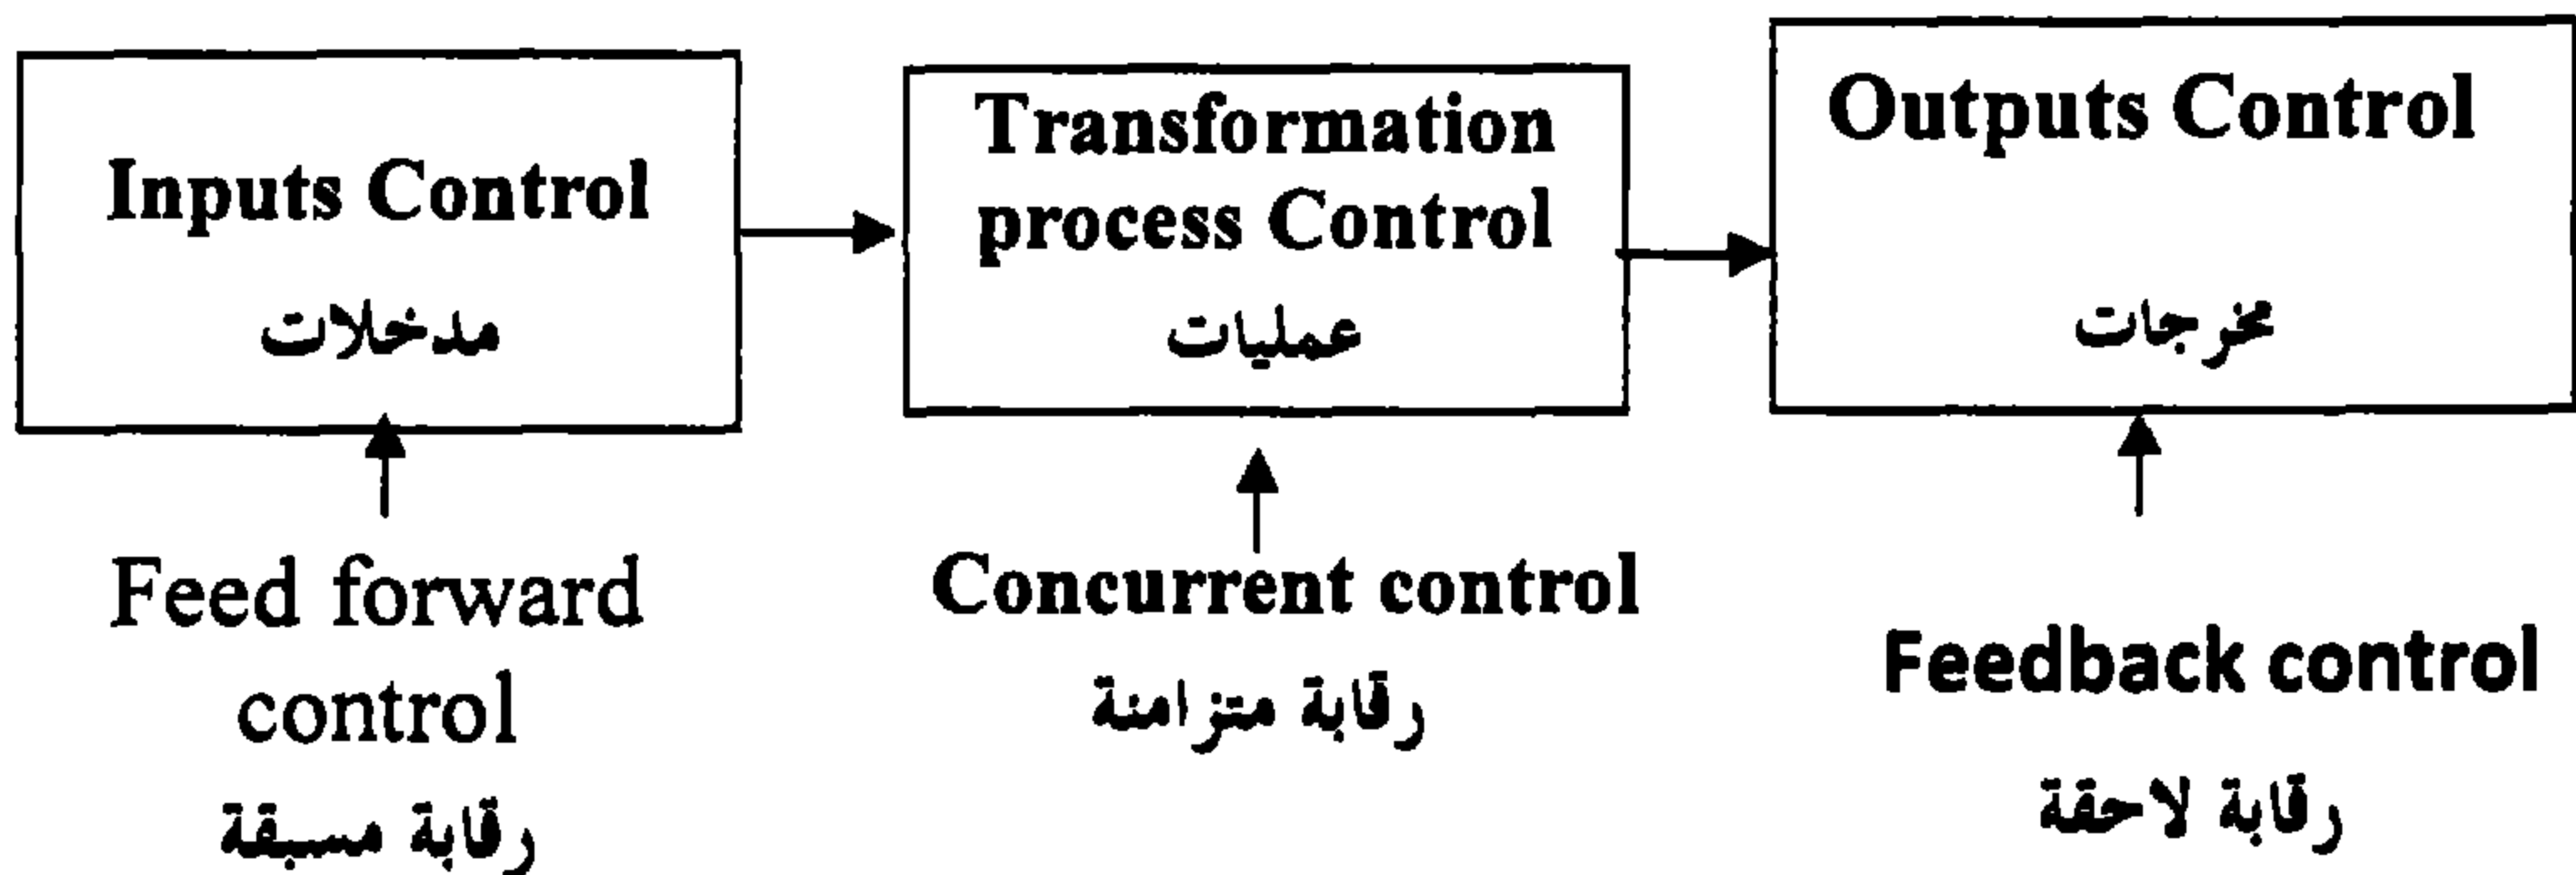 Inputs Control
مدخلات
Transformation
process Control
عمليات
Outputs Control
مخرجات
Feed forward
control
رقابة مسبقة
Concurrent control
رقابة متزامنة
Feedback control
رقابة لاحقة